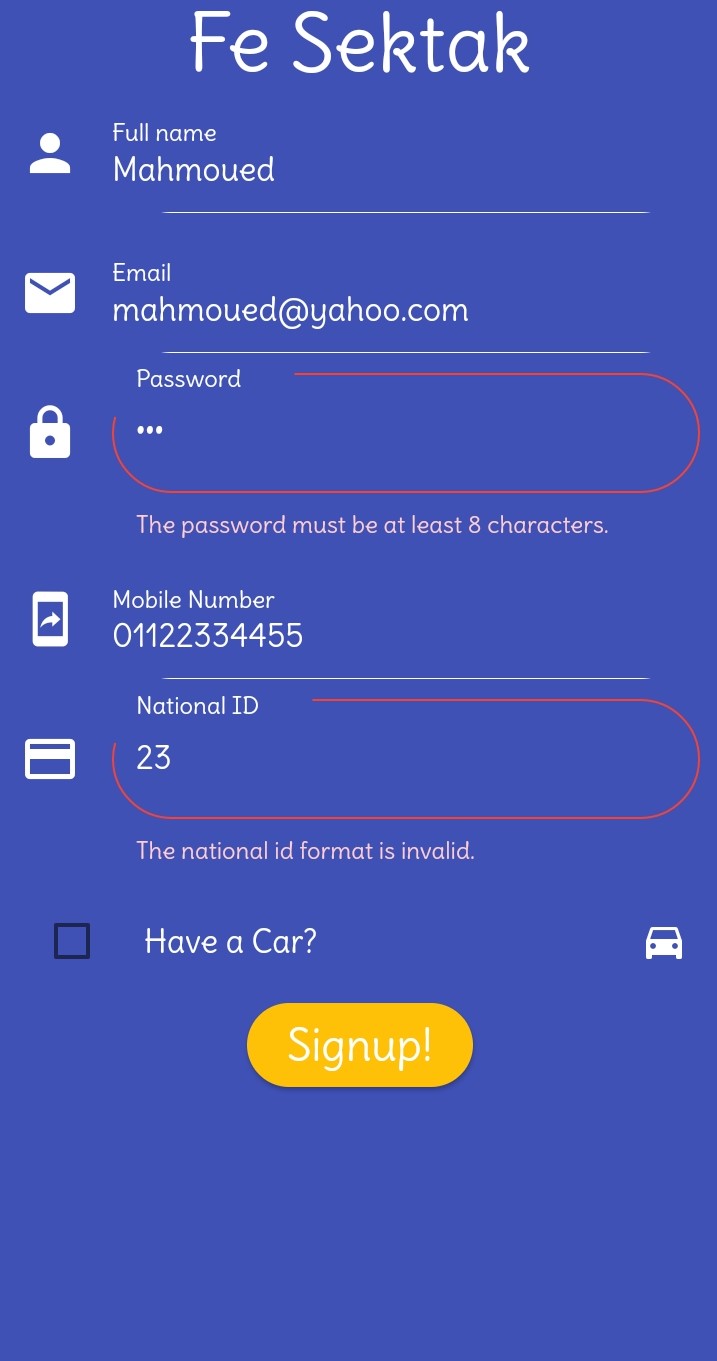 Fe Sektak
Full name
Mahmoued
Email
mahmoued@yahoo.com
Password
•••
The password must be at least 8 characters.
Mobile Number
01122334455
National ID
23
The national id format is invalid.
Have a Car?
Signup!